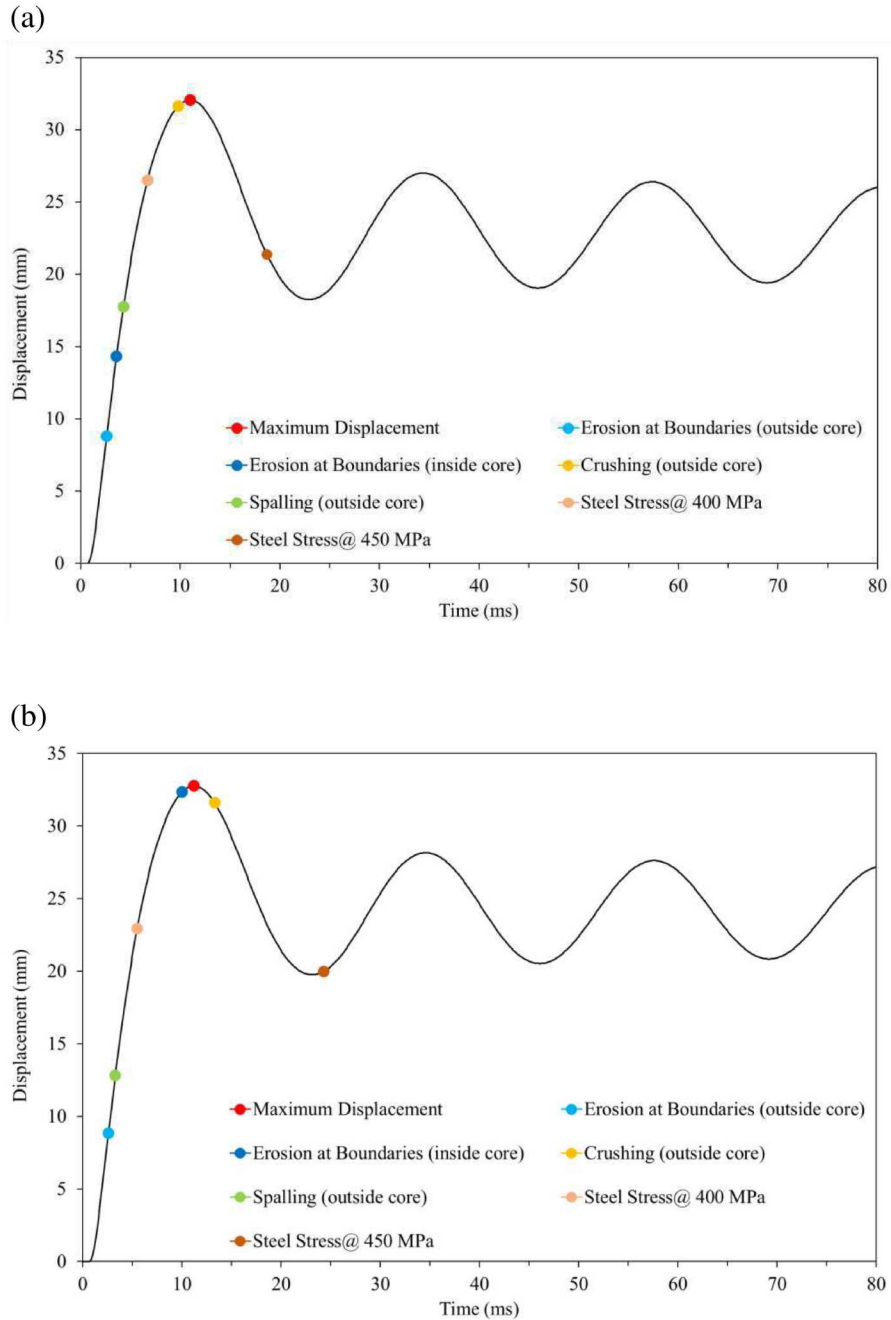 (a)
35
30
25
20
15
10
5
0
Displacement (mm)
Maximum Displacement
Erosion at Boundaries (outside core)
Erosion at Boundaries (inside core)
Crushing (outside core)
Spalling (outside core)
Steel Stress@ 400 MPa
Steel Stress@ 450 MPa
0 10 20 30 40 50 60 70 80
Time (ms)
(b)
35
30
25
20
15
10
5
0
Displacement (mm)
Maximum Displacement
Erosion at Boundaries (outside core)
Erosion at Boundaries (inside core)
Crushing (outside core)
Spalling (outside core)
Steel Stress@ 400 MPa
Steel Stress@ 450 MPa
0 10 20 30 40 50 60 70 80
Time (ms)